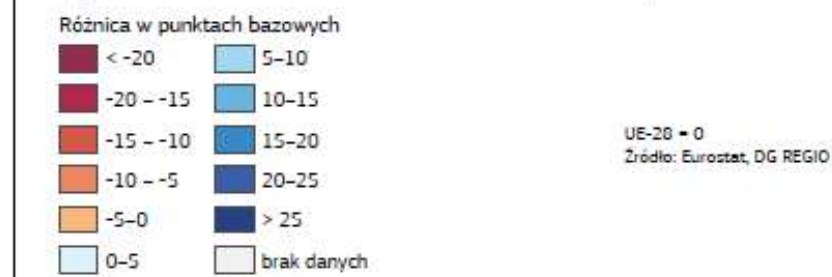 Różnica w punktach bazowych
< -20
-20 – -15
-15 – -10
-10 – -5
-5–0
0–5
5–10
10–15
15–20
20–25
> 25
brak danych
UE-28 = 0
Źródło: Eurostat, DG REGIO